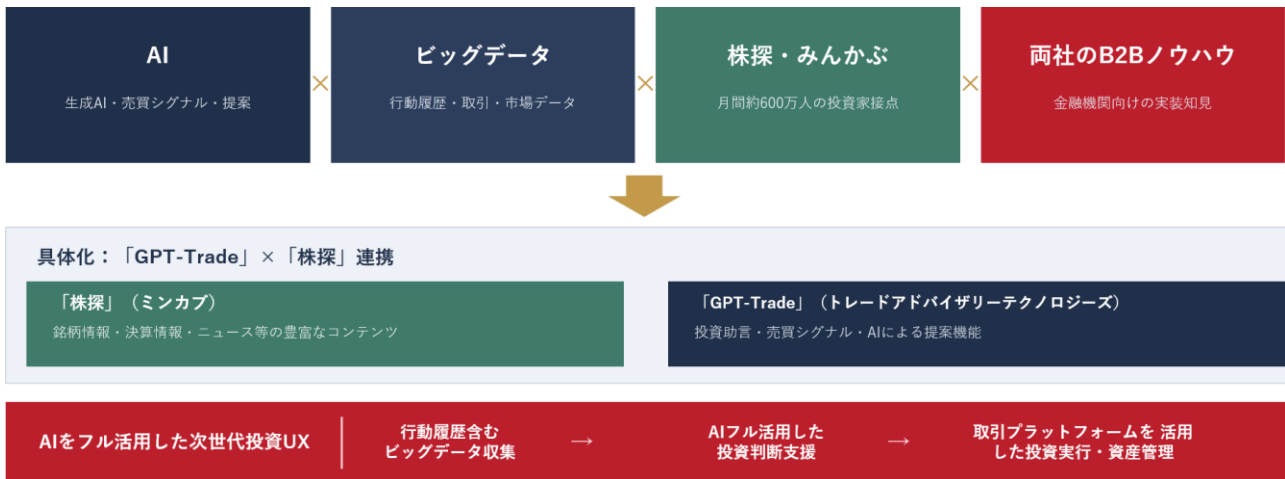 AI
生成AI・売買シグナル・提案
×
ビッグデータ
行動履歴・取引・市場データ
×
株探・みんかぶ
月間約600万人の投資家接点
×
両社のB2Bノウハウ
金融機関向けの実装知見
具体化：「GPT-Trade」×「株探」連携
「株探」（ミンカブ）
銘柄情報・決算情報・ニュース等の豊富なコンテンツ
「GPT-Trade」（トレードアドバイザリーテクノロジーズ）
投資助言・売買シグナル・AIによる提案機能
AIをフル活用した次世代投資UX
行動履歴含む
ビッグデータ収集
→
AIフル活用した
投資判断支援
→
取引プラットフォームを 活用
した投資実行・資産管理